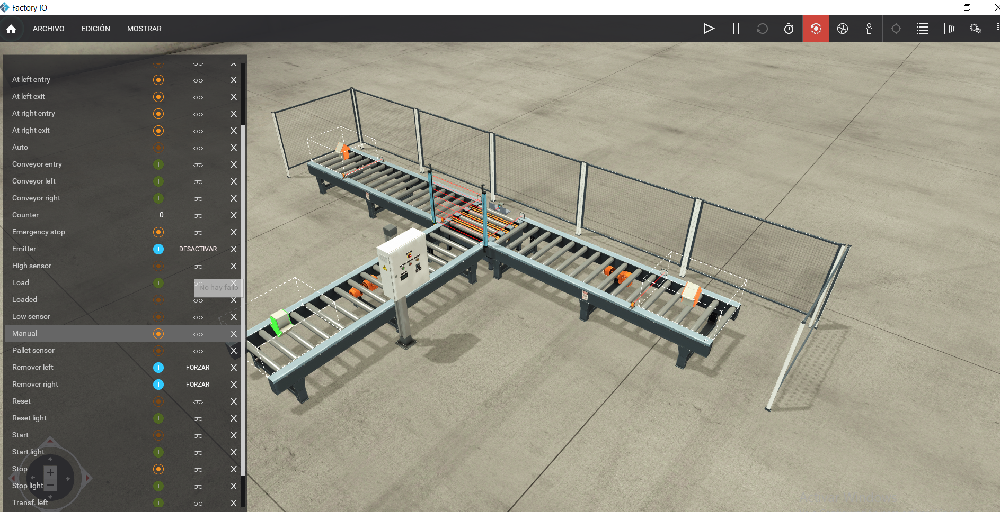 Factory IO
ARCHIVO EDICIÓN MOSTRAR
At left entry
At left exit
At right entry
At right exit
Auto
Conveyor entry
Conveyor left
Conveyor right
Counter 0
Emergency stop
Emitter DESACTIVAR
High sensor
Load
No hay fallo
Loaded
Low sensor
Manual
Pallet sensor
Remover left FORZAR
Remover right FORZAR
Reset
Reset light
Start
Start light
Stop
Stop light
Transf. left